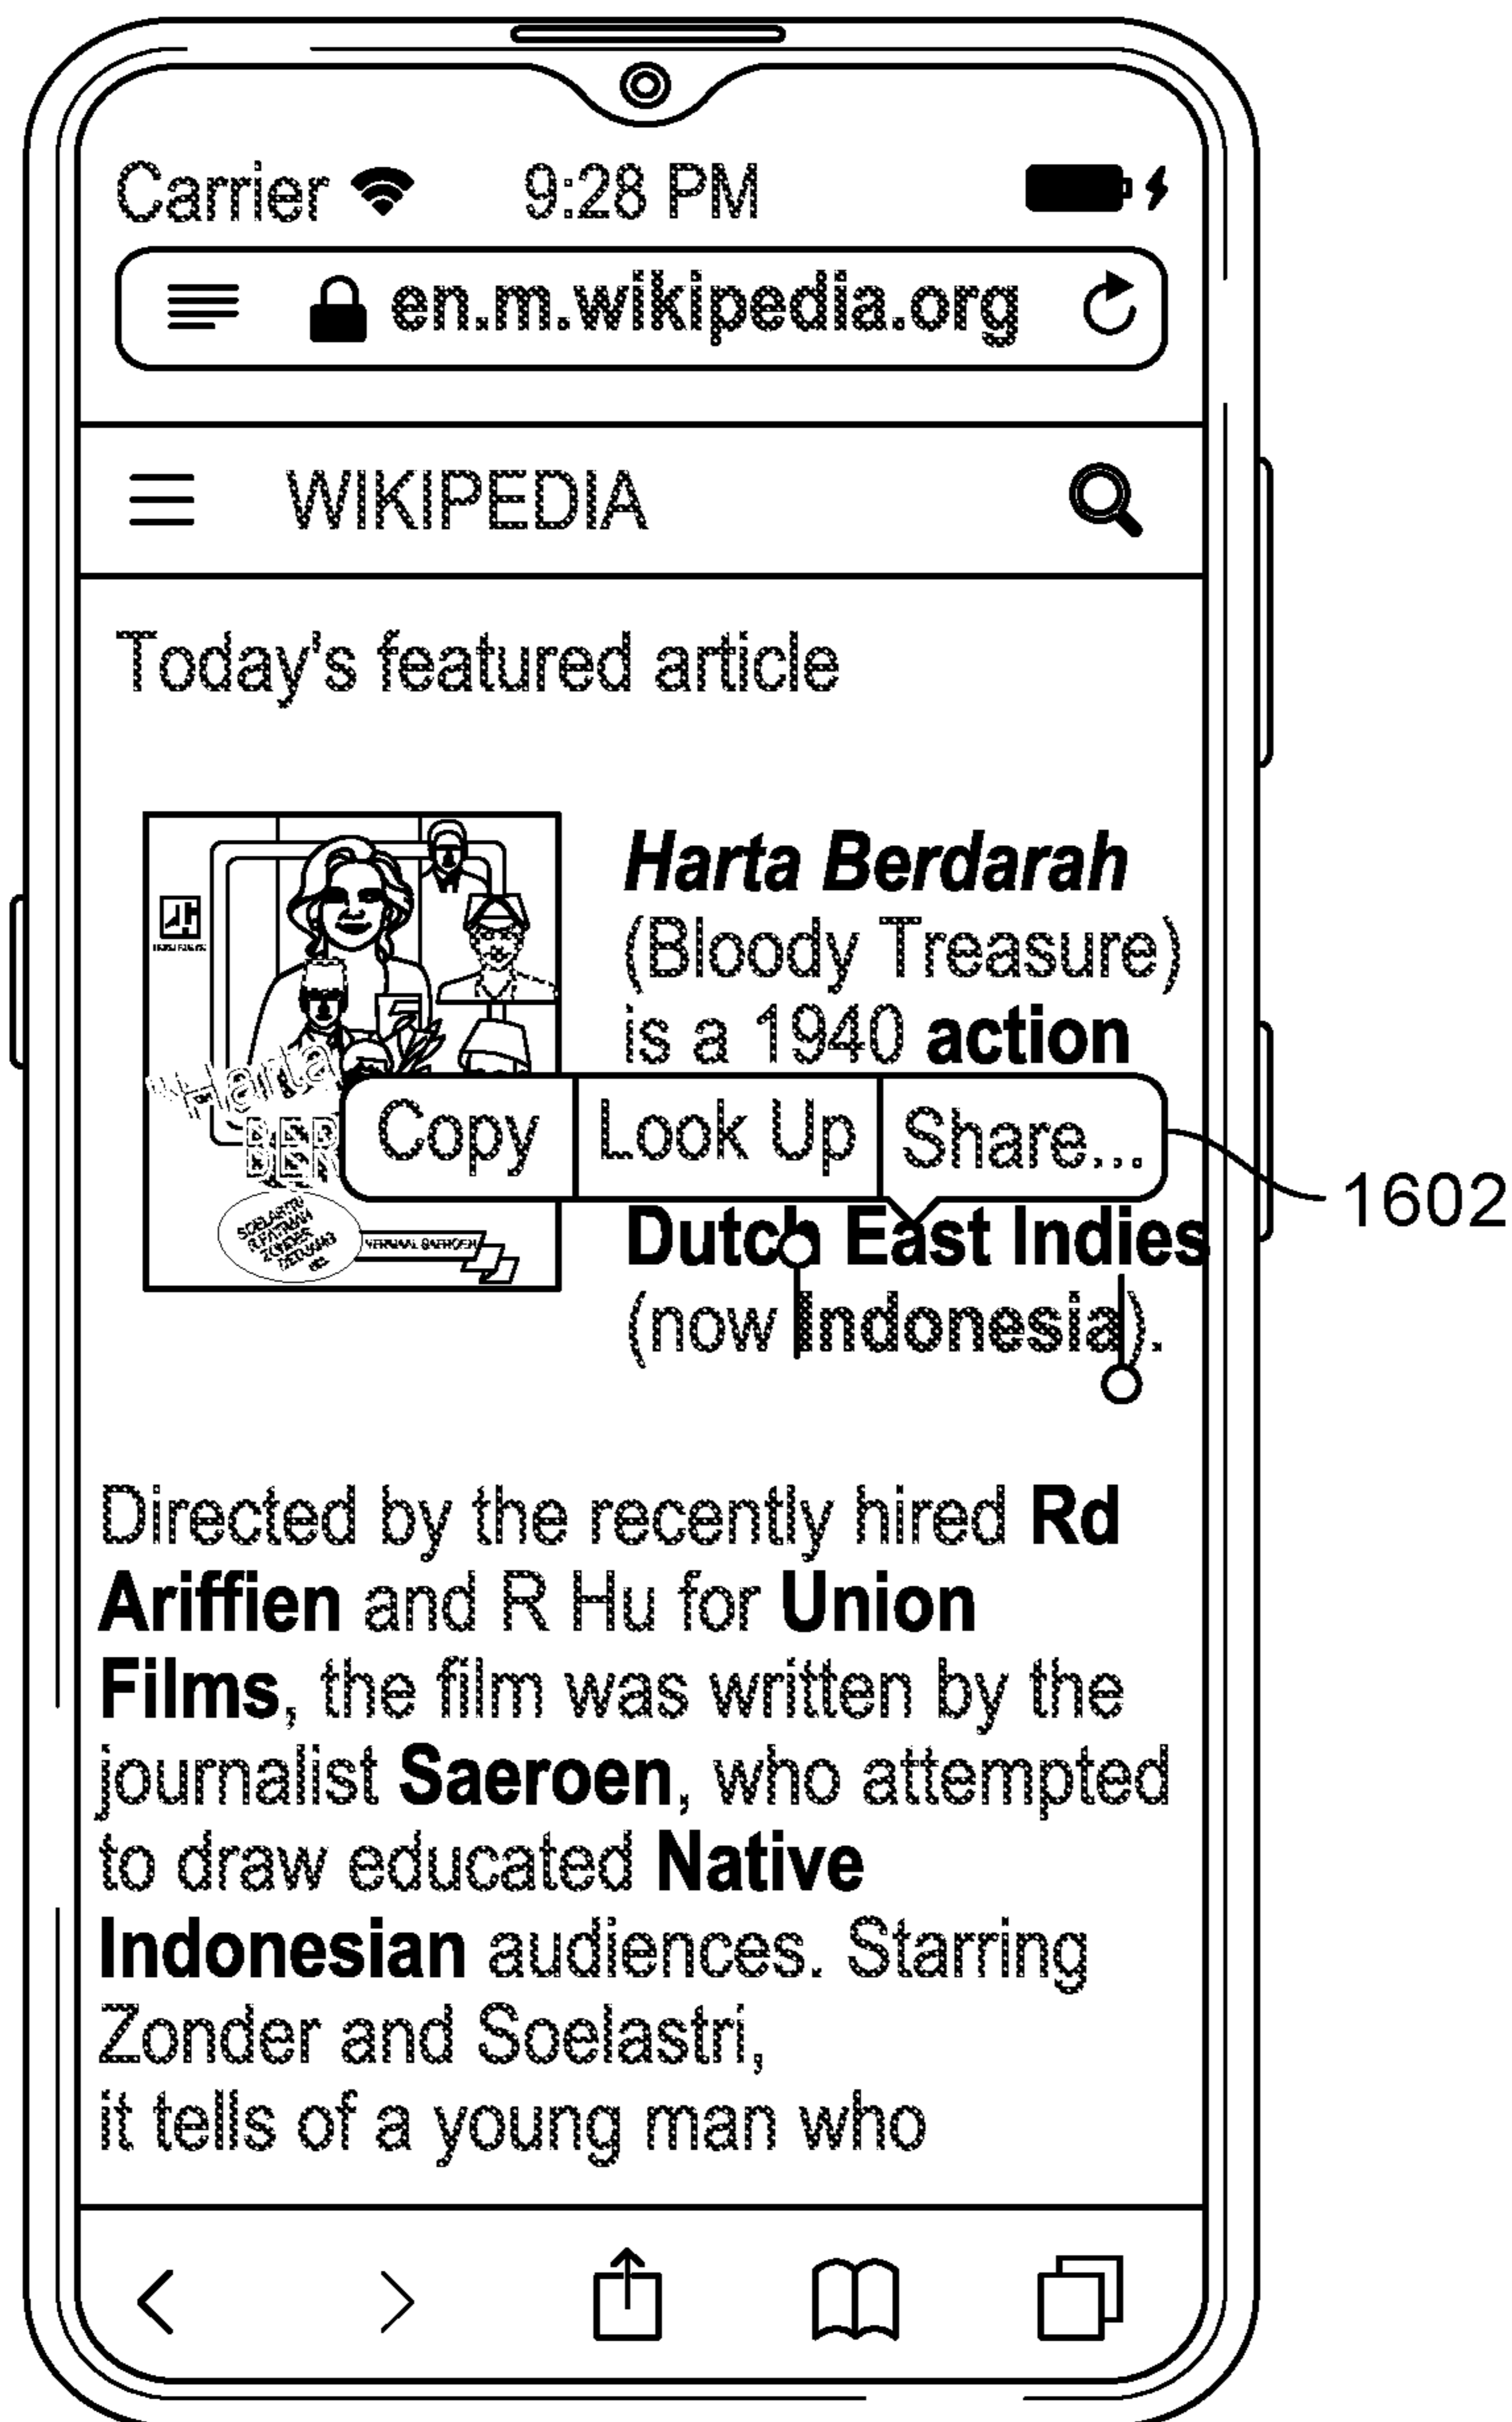 Carrier 9:28 PM
en.m.wikipedia.org
WIKIPEDIA
Today's featured article
Harta Berdarah
(Bloody Treasure)
is a 1940 action
"Harta
BER
Copy Look Up Share...
1602
Dutch East Indies
(now Indonesia).
Directed by the recently hired Rd
Ariffien and R Hu for Union
Films, the film was written by the
journalist Saeroen, who attempted
to draw educated Native
Indonesian audiences. Starring
Zonder and Soelastri,
it tells of a young man who